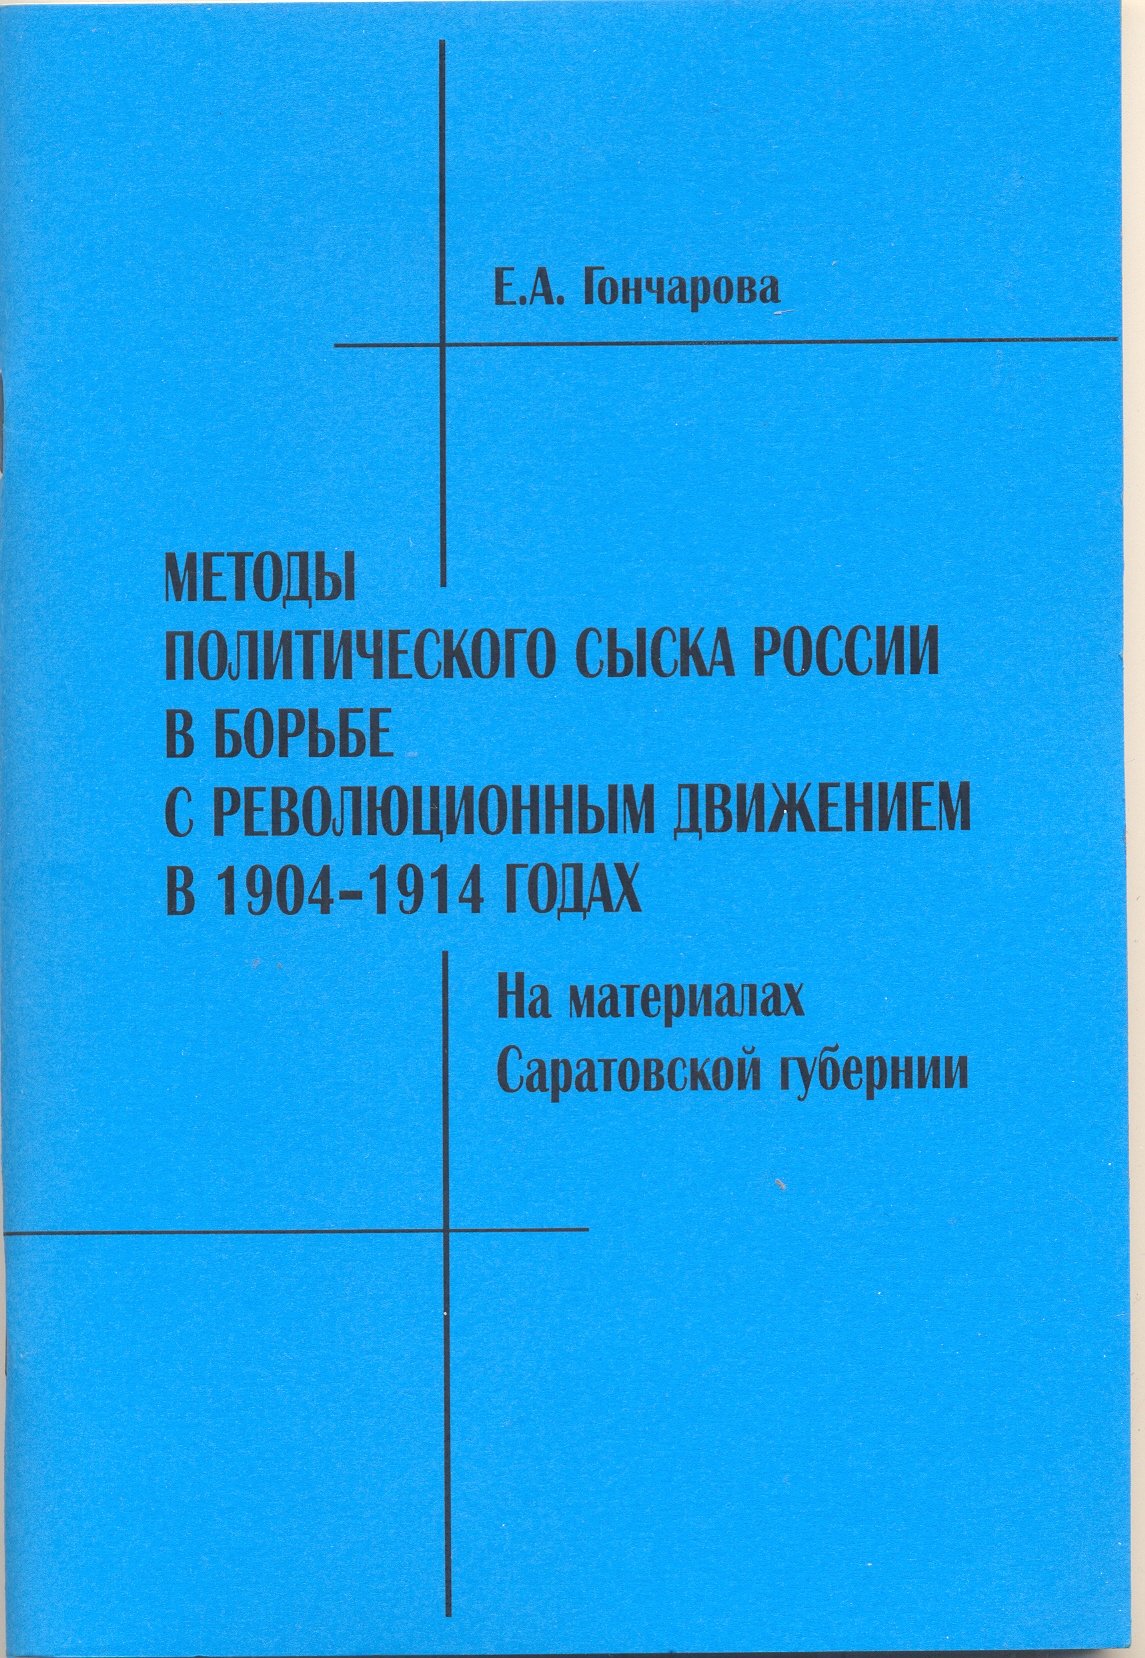 Е.А. Гончарова
МЕТОДЫ
ПОЛИТИЧЕСКОГО СЫСКА РОССИИ
В БОРЬБЕ
С РЕВОЛЮЦИОННЫМ ДВИЖЕНИЕМ
В 1904–1914 ГОДАХ
На материалах
Саратовской губернии